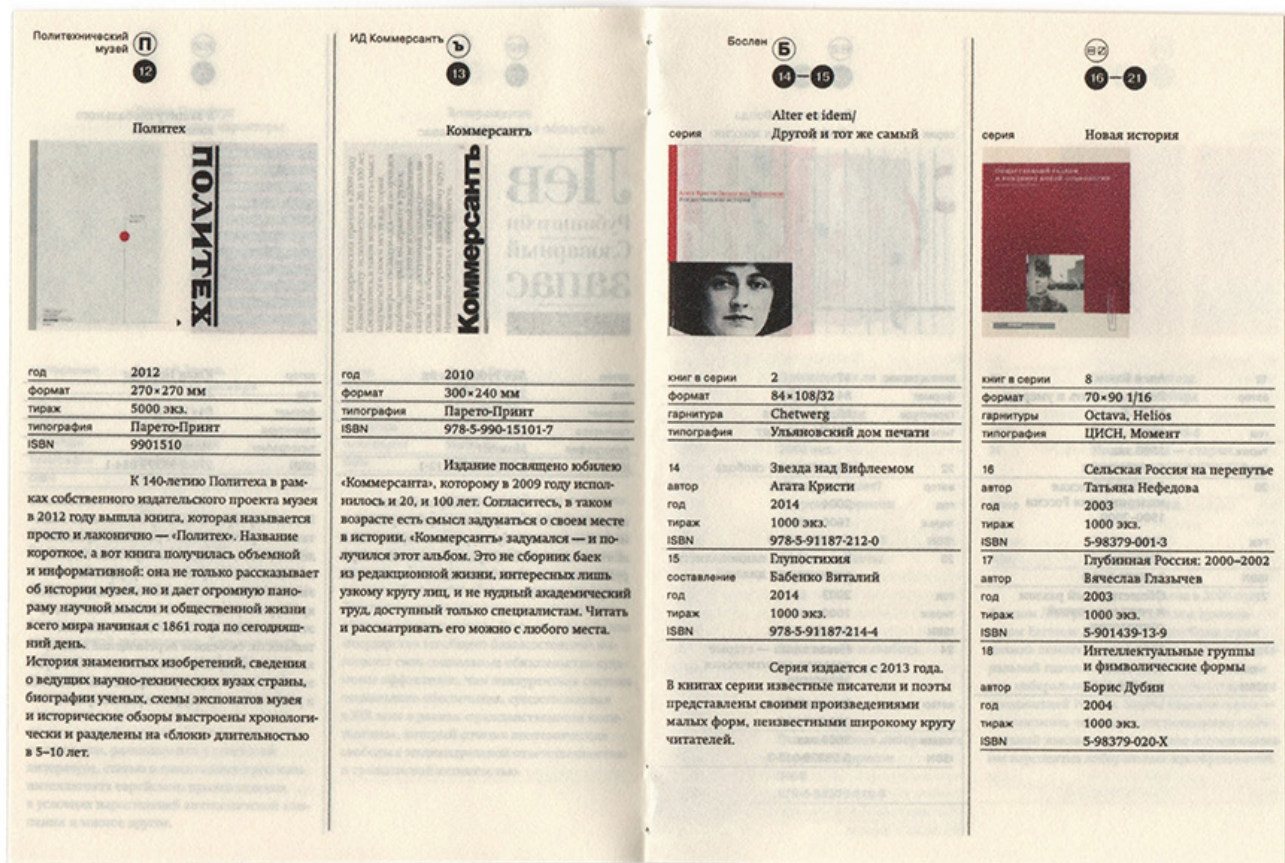 Политехнический
музей
П
12
Политех
ПОЛИТЕХ
год 2012
формат 270×270 мм
тираж 5000 экз.
типография Парето-Принт
ISBN 9901510
К 140-летию Политеха в рам-
ках собственного издательского проекта музея
в 2012 году вышла книга, которая называется
просто и лаконично — «Политех». Название
короткое, а вот книга получилась объемной
и информативной: она не только рассказывает
об истории музея, но и дает огромную пано-
раму научной мысли и общественной жизни
всего мира начиная с 1861 года по сегодняш-
ний день.
История знаменитых изобретений, сведения
о ведущих научно-технических вузах страны,
биографии ученых, схемы экспонатов музея
и исторические обзоры выстроены хронологи-
чески и разделены на «блоки» длительностью
в 5–10 лет.
ИД Коммерсантъ
Ъ
13
Коммерсантъ
Коммерсантъ
год 2010
формат 300×240 мм
типография Парето-Принт
ISBN 978-5-990-15101-7
Издание посвящено юбилею
«Коммерсанта», которому в 2009 году испол-
нилось и 20, и 100 лет. Согласитесь, в таком
возрасте есть смысл задуматься о своем месте
в истории. «Коммерсантъ» задумался — и по-
лучился этот альбом. Это не сборник баек
из редакционной жизни, интересных лишь
узкому кругу лиц, и не нудный академический
труд, доступный только специалистам. Читать
и рассматривать его можно с любого места.
Бослен
Б
14—15
Alter et idem/
серия Другой и тот же самый
книг в серии 2
формат 84×108/32
гарнитура Chetwerg
типография Ульяновский дом печати
14 Звезда над Вифлеемом
автор Агата Кристи
год 2014
тираж 1000 экз.
ISBN 978-5-91187-212-0
15 Глупостихия
составление Бабенко Виталий
год 2014
тираж 1000 экз.
ISBN 978-5-91187-214-4
Серия издается с 2013 года.
В книгах серии известные писатели и поэты
представлены своими произведениями
малых форм, неизвестными широкому кругу
читателей.
16—21
серия Новая история
книг в серии 8
формат 70×90 1/16
гарнитуры Octava, Helios
типография ЦИСН, Момент
16 Сельская Россия на перепутье
автор Татьяна Нефедова
год 2003
тираж 1000 экз.
ISBN 5-98379-001-3
17 Глубинная Россия: 2000–2002
автор Вячеслав Глазычев
год 2003
тираж 1000 экз.
ISBN 5-901439-13-9
18 Интеллектуальные группы
и фимволические формы
автор Борис Дубин
год 2004
тираж 1000 экз.
ISBN 5-98379-020-X